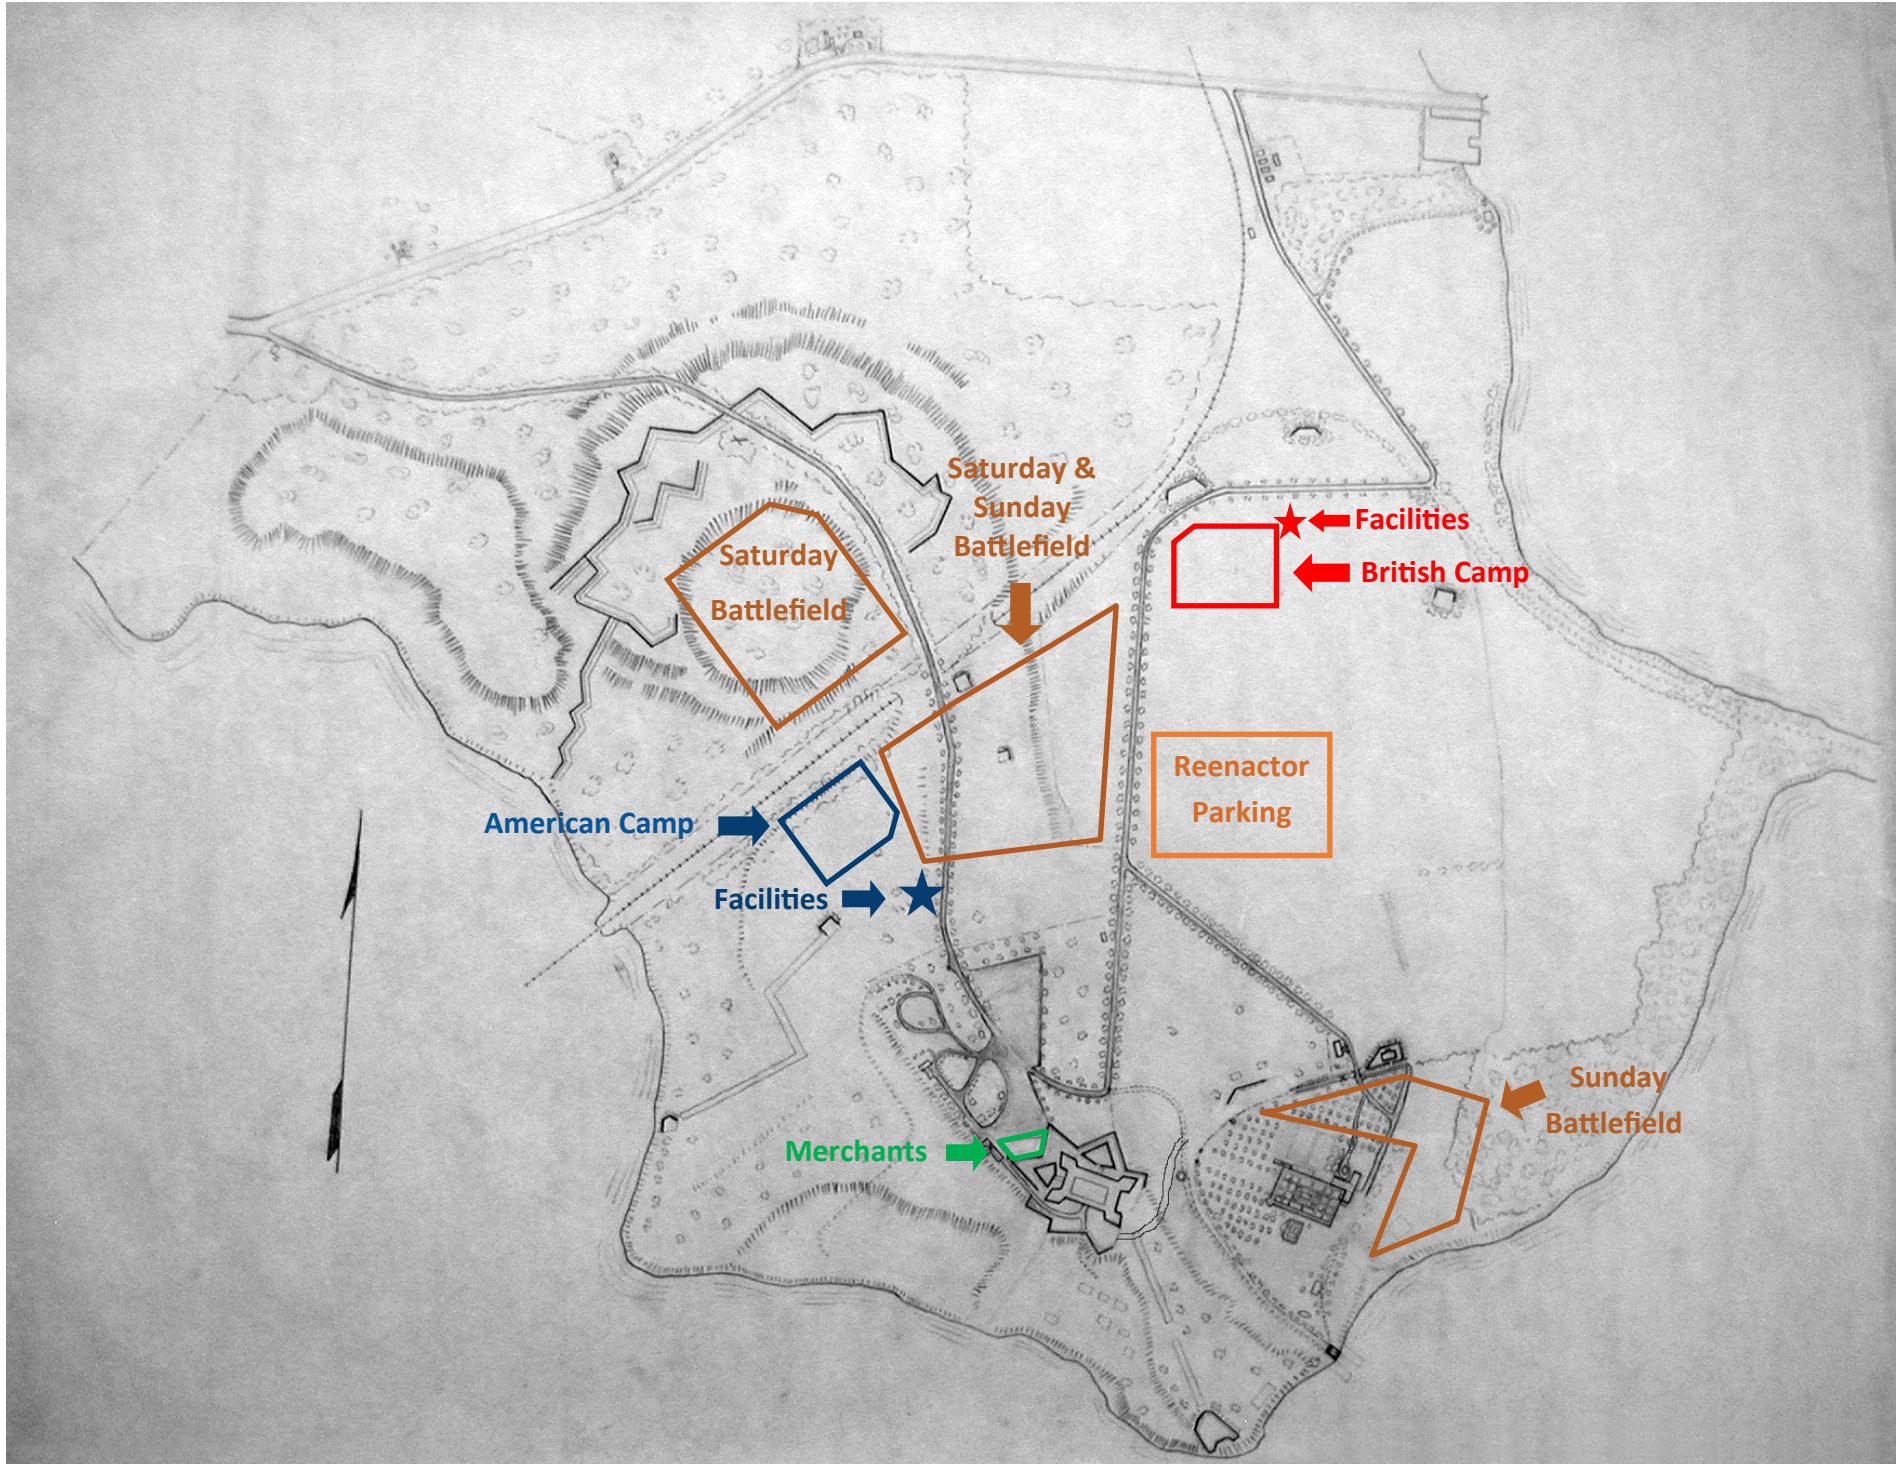 Saturday &
Sunday
Battlefield
Saturday
Battlefield
Facilities
British Camp
Reenactor
Parking
American Camp
Facilities
Sunday
Battlefield
Merchants